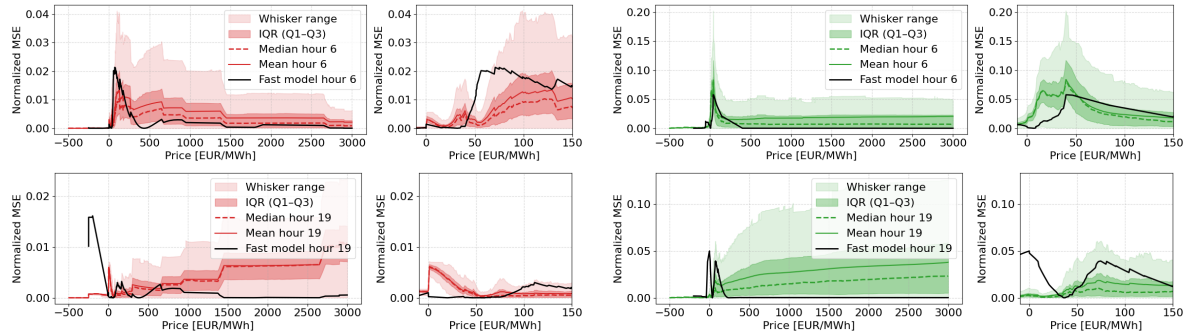 Normalized MSE
0.04
0.03
0.02
0.01
0.00
−500 0 500 1000 1500 2000 2500 3000
Price [EUR/MWh]
Whisker range
IQR (Q1–Q3)
Median hour 6
Mean hour 6
Fast model hour 6
Normalized MSE
0.04
0.02
0.00
0 50 100 150
Price [EUR/MWh]
Normalized MSE
0.20
0.15
0.10
0.05
0.00
−500 0 500 1000 1500 2000 2500 3000
Price [EUR/MWh]
Whisker range
IQR (Q1–Q3)
Median hour 6
Mean hour 6
Fast model hour 6
Normalized MSE
0.20
0.15
0.10
0.05
0.00
0 50 100 150
Price [EUR/MWh]
Normalized MSE
0.02
0.01
0.00
−500 0 500 1000 1500 2000 2500 3000
Price [EUR/MWh]
Whisker range
IQR (Q1–Q3)
Median hour 19
Mean hour 19
Fast model hour 19
Normalized MSE
0.02
0.01
0.00
0 50 100 150
Price [EUR/MWh]
Normalized MSE
0.10
0.05
0.00
−500 0 500 1000 1500 2000 2500 3000
Price [EUR/MWh]
Whisker range
IQR (Q1–Q3)
Median hour 19
Mean hour 19
Fast model hour 19
Normalized MSE
0.10
0.05
0.00
0 50 100 150
Price [EUR/MWh]